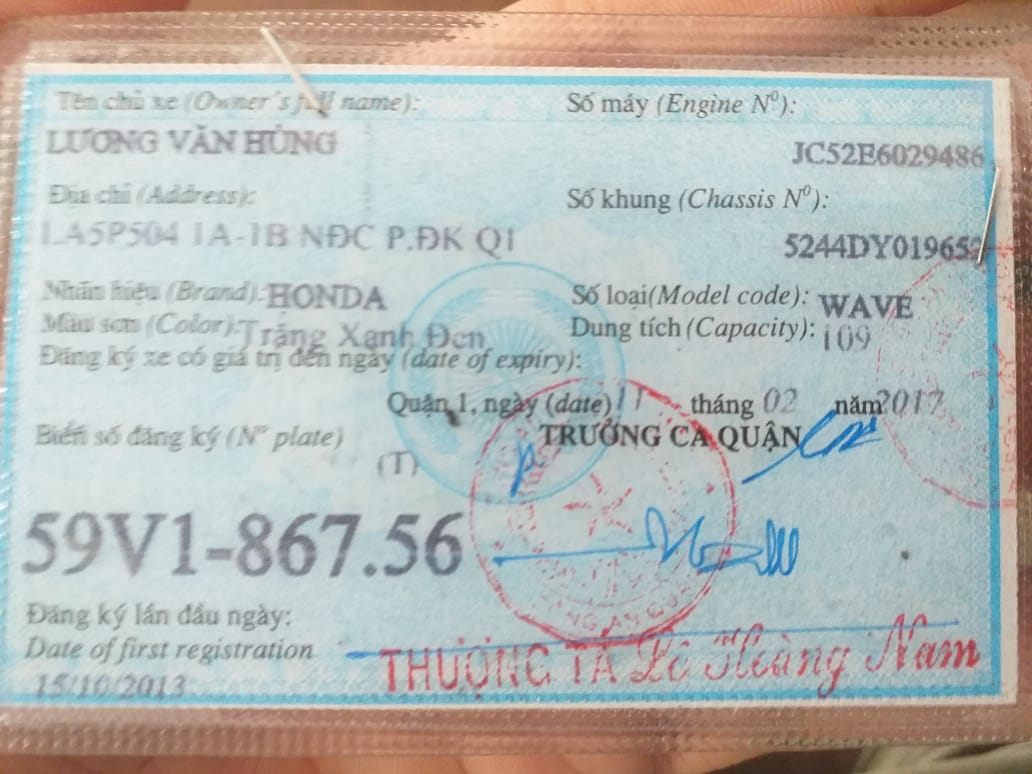 Tên chủ xe (Owner's full name):
LƯƠNG VĂN HÙNG
Địa chỉ (Address):
LA5P504 1A-1B NĐC P.ĐK Q1
Số máy (Engine Nº):
JC52E6029486
Số khung (Chassis Nº):
5244DY019652
Nhãn hiệu (Brand): HONDA
Số loại(Model code): WAVE
Màu sơn (Color): Trắng Xanh Đen
Dung tích (Capacity): 109
Đăng ký xe có giá trị đến ngày (date of expiry):
Quận 1, ngày (date) 11 tháng 02 năm 2017
Biển số đăng ký (Nº plate)
TRƯỞNG CA QUẬN
(T)
59V1-867.56
Đăng ký lần đầu ngày:
Date of first registration
15/10/2013
THƯỢNG TÁ Lê Hoàng Nam